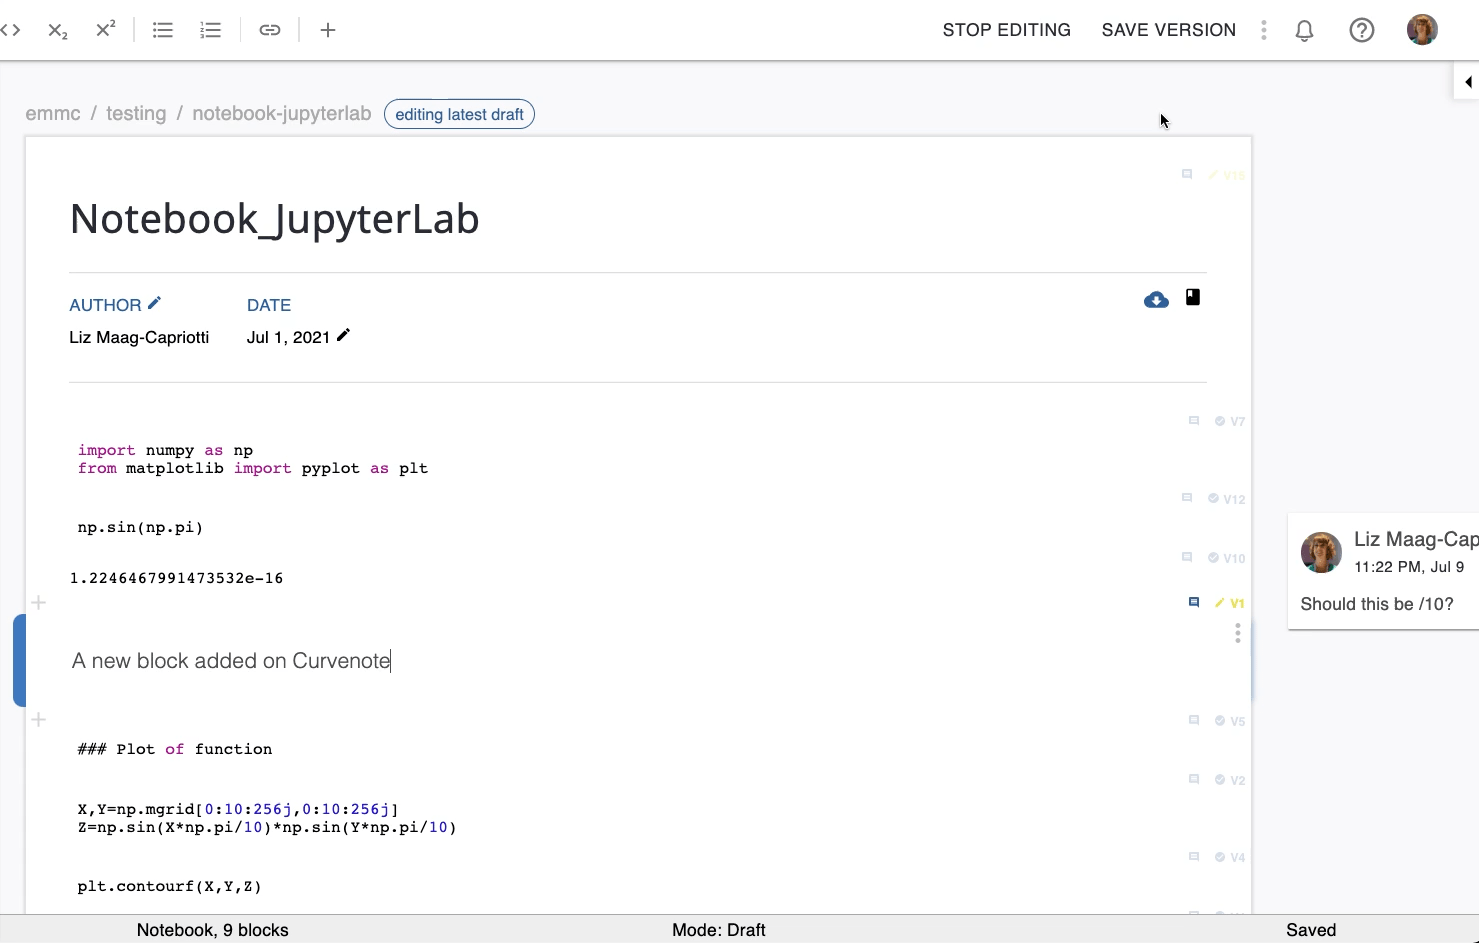 X2 X2 STOP EDITING SAVE VERSION
emmc / testing / notebook-jupyterlab editing latest draft
V15
Notebook_JupyterLab
AUTHOR DATE
Liz Maag-Capriotti Jul 1, 2021
V7
import numpy as np
from matplotlib import pyplot as plt
V12
np.sin(np.pi)
V10
1.2246467991473532e-16
V1
Liz Maag-Cap
11:22 PM, Jul 9
Should this be /10?
A new block added on Curvenote
V5
### Plot of function
V2
X,Y=np.mgrid[0:10:256j,0:10:256j]
Z=np.sin(X*np.pi/10)*np.sin(Y*np.pi/10)
V4
plt.contourf(X,Y,Z)
Notebook, 9 blocks Mode: Draft Saved